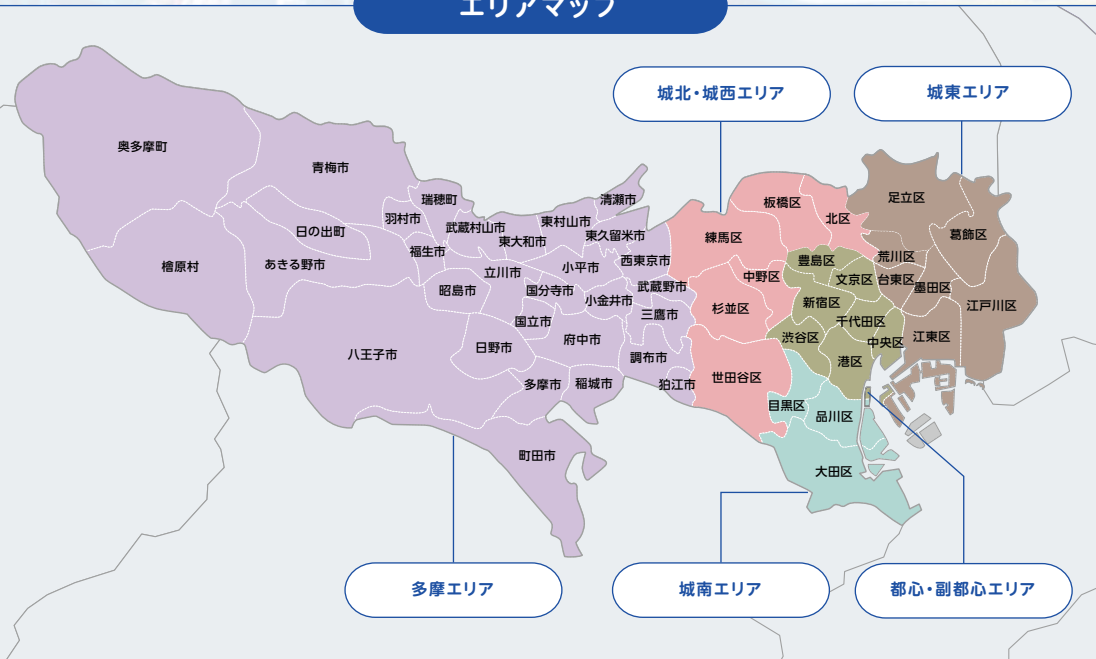 エリアマップ
城北・城西エリア
城東エリア
奥多摩町
青梅市
瑞穂町
清瀬市
羽村市
武蔵村山市
東村山市
日の出町
東大和市
東久留米市
福生市
檜原村
あきる野市
立川市
小平市
西東京市
昭島市
国分寺市
小金井市
武蔵野市
国立市
三鷹市
八王子市
日野市
府中市
調布市
多摩市
稲城市
狛江市
町田市
板橋区
北区
練馬区
中野区
杉並区
世田谷区
足立区
葛飾区
荒川区
台東区
墨田区
江戸川区
江東区
豊島区
文京区
新宿区
千代田区
渋谷区
中央区
港区
目黒区
品川区
大田区
多摩エリア
城南エリア
都心・副都心エリア